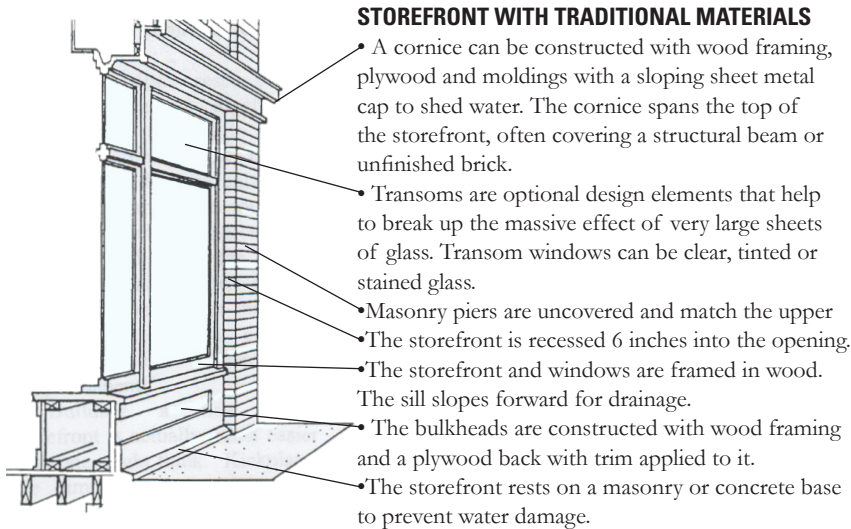 STOREFRONT WITH TRADITIONAL MATERIALS
• A cornice can be constructed with wood framing,
plywood and moldings with a sloping sheet metal
cap to shed water. The cornice spans the top of
the storefront, often covering a structural beam or
unfinished brick.
• Transoms are optional design elements that help
to break up the massive effect of very large sheets
of glass. Transom windows can be clear, tinted or
stained glass.
•Masonry piers are uncovered and match the upper
•The storefront is recessed 6 inches into the opening.
•The storefront and windows are framed in wood.
The sill slopes forward for drainage.
• The bulkheads are constructed with wood framing
and a plywood back with trim applied to it.
•The storefront rests on a masonry or concrete base
to prevent water damage.